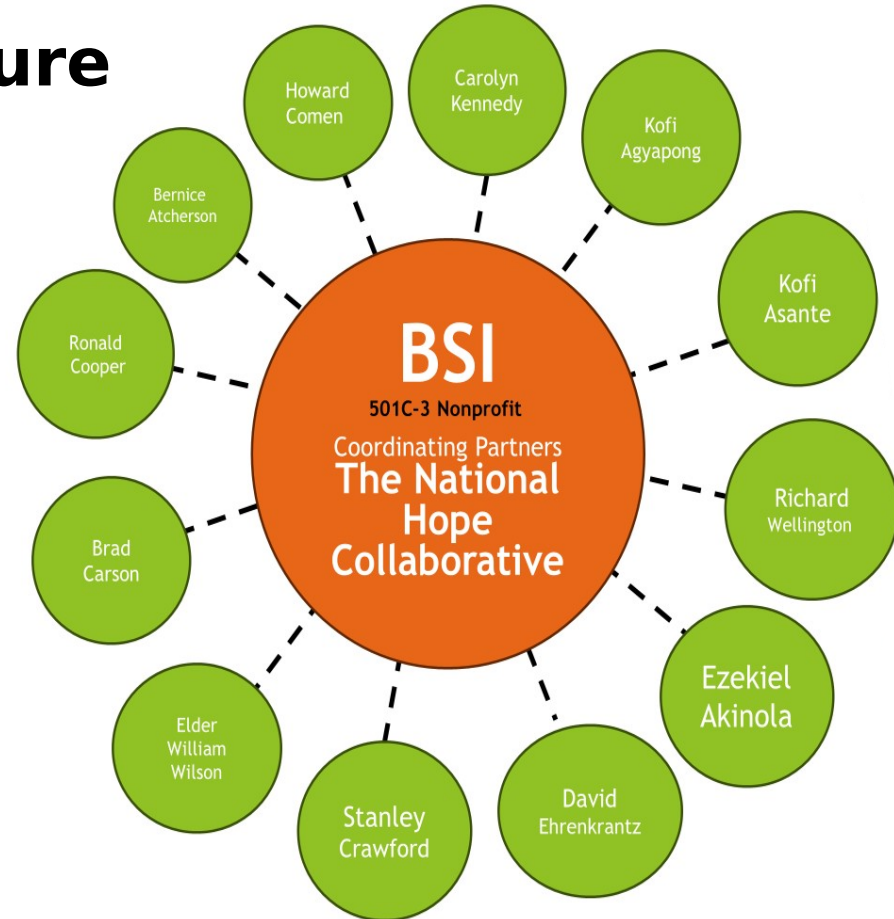 ure
Howard
Comen
Carolyn
Kennedy
Kofi
Agyapong
Bernice
Atcherson
Kofi
Asante
Ronald
Cooper
BSI
501C-3 Nonprofit
Coordinating Partners
The National
Hope
Collaborative
Richard
Wellington
Brad
Carson
Ezekiel
Akinola
Elder
William
Wilson
David
Ehrenkrantz
Stanley
Crawford